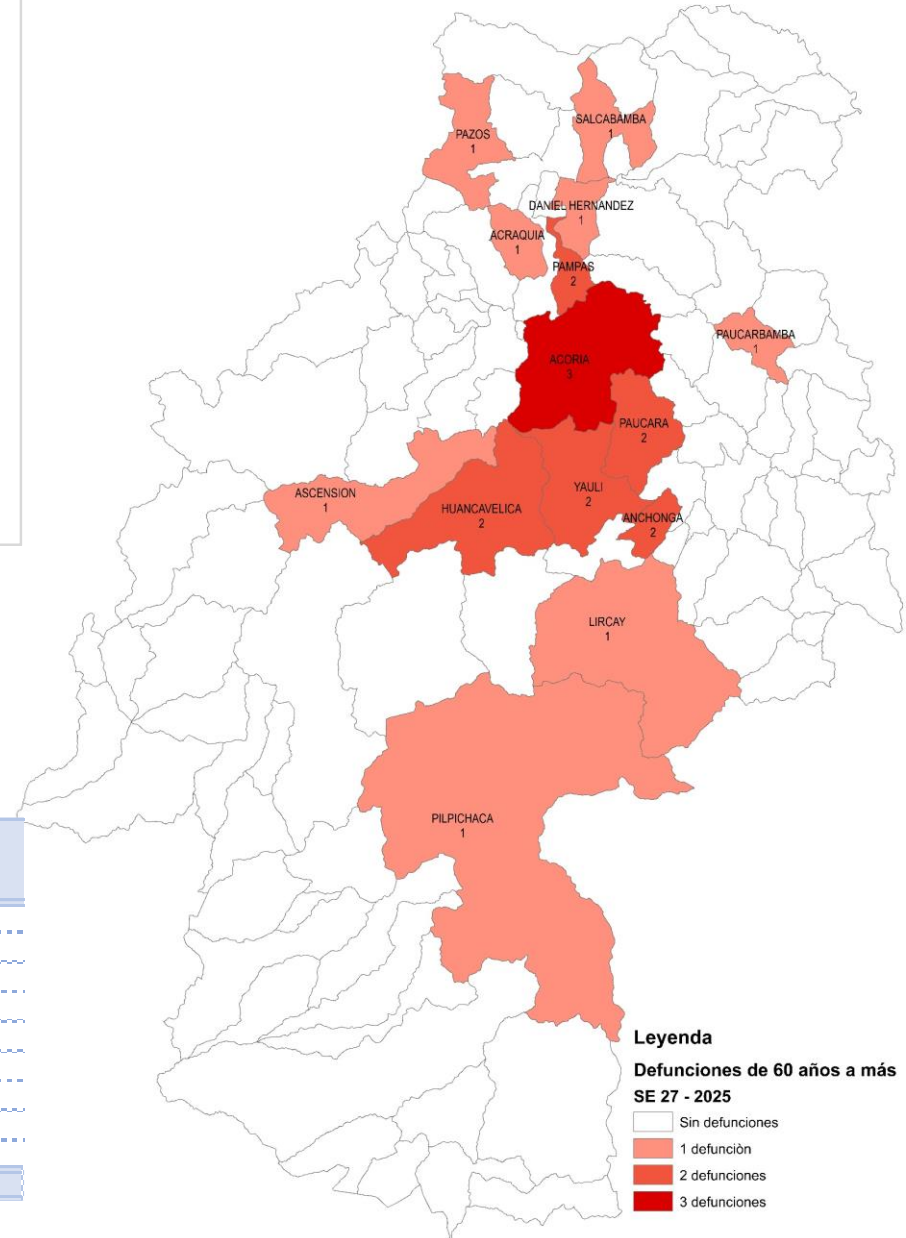 PAZOS
1
SALCABAMBA
1
DANIEL HERNANDEZ
1
ACRAQUIA
1
PAMPAS
2
PAUCARBAMBA
1
ACORIA
3
PAUCARA
2
ASCENSION
1
HUANCAVELICA
2
YAULI
2
ANCHONGA
2
LIRCAY
1
PILPICHACA
1
Leyenda
Defunciones de 60 años a más
SE 27 - 2025
Sin defunciones
1 defunciòn
2 defunciones
3 defunciones